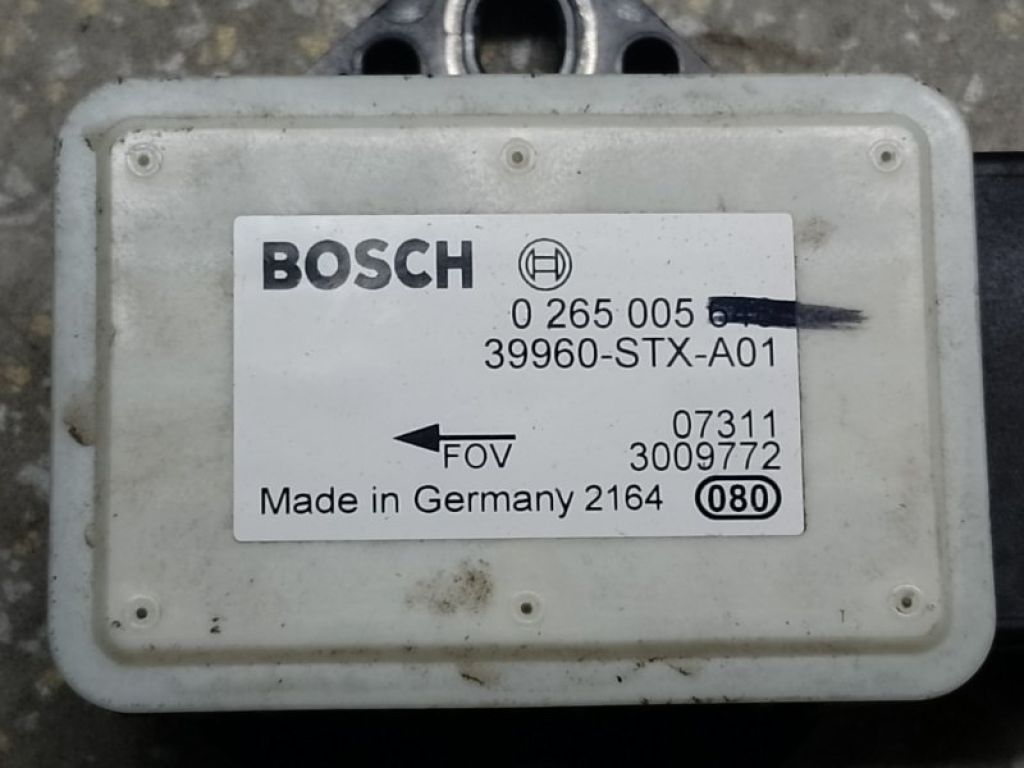 BOSCH
0 265 005
39960-STX-A01
07311
FOV 3009772
Made in Germany 2164 080